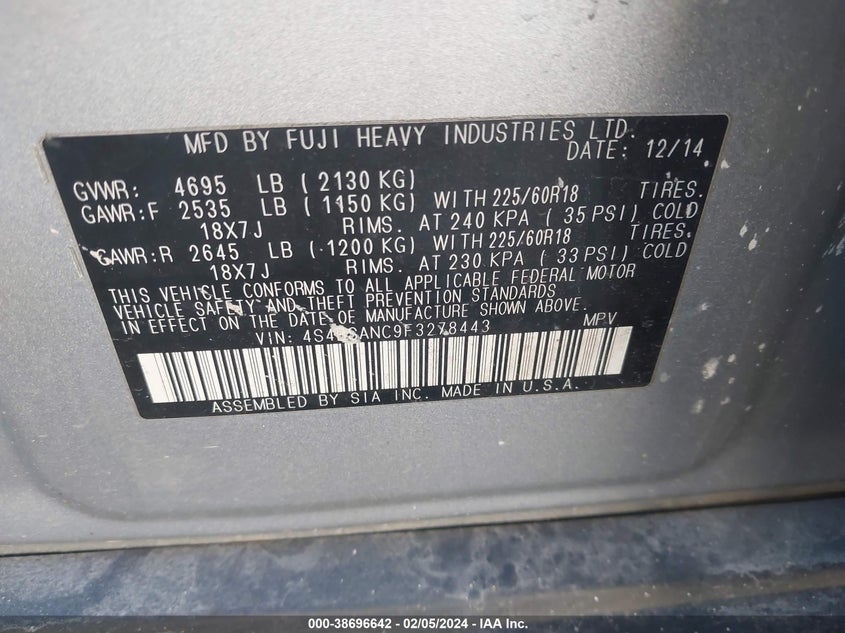 MFD BY FUJI HEAVY INDUSTRIES LTD.
DATE: 12/14
GVWR: 4695 LB ( 2130 KG)
GAWR:F 2535 LB ( 1150 KG) WITH 225/60R18 TIRES.
18X7J RIMS. AT 240 KPA ( 35 PSI) COLD
GAWR:R 2645 LB ( 1200 KG) WITH 225/60R18 TIRES.
18X7J RIMS. AT 230 KPA ( 33 PSI) COLD
THIS VEHICLE CONFORMS TO ALL APPLICABLE FEDERAL MOTOR
VEHICLE SAFETY AND THEFT PREVENTION STANDARDS
IN EFFECT ON THE DATE OF MANUFACTURE SHOWN ABOVE.
VIN: MPV
ASSEMBLED BY SIA INC. MADE IN U.S.A.
000-38696642 - 02/05/2024 - IAA Inc.